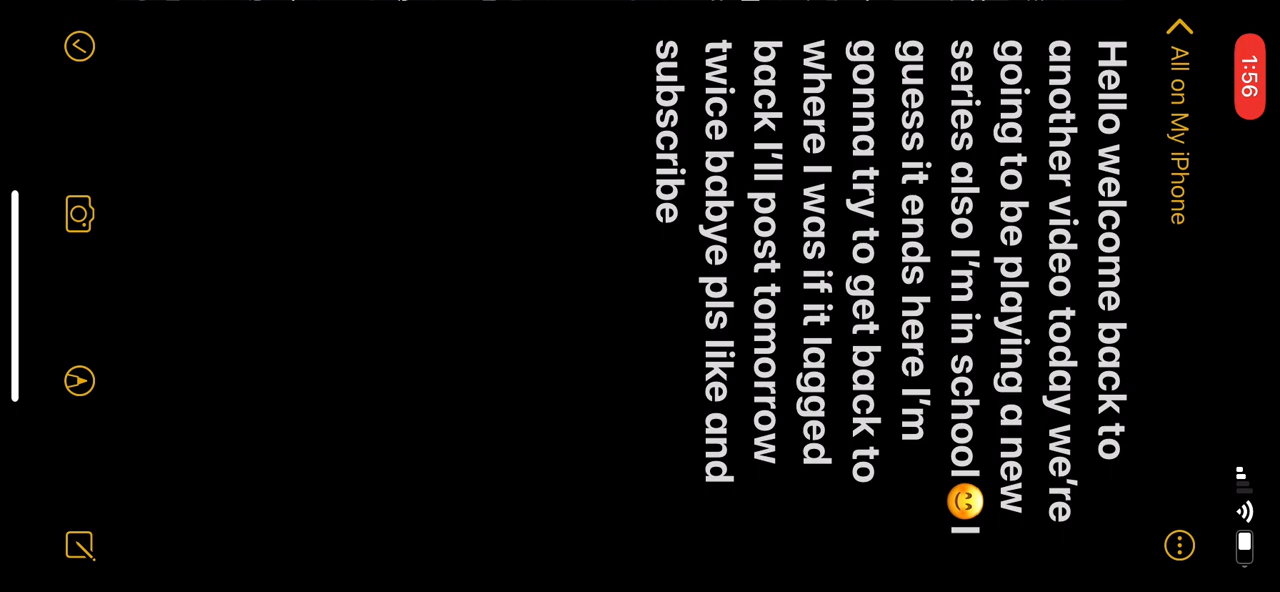 1:56
All on My iPhone
Hello welcome back to
another video today we're
going to be playing a new
series also I'm in school😊 I
guess it ends here I'm
gonna try to get back to
where I was if it lagged
back I'll post tomorrow
twice babye pls like and
subscribe